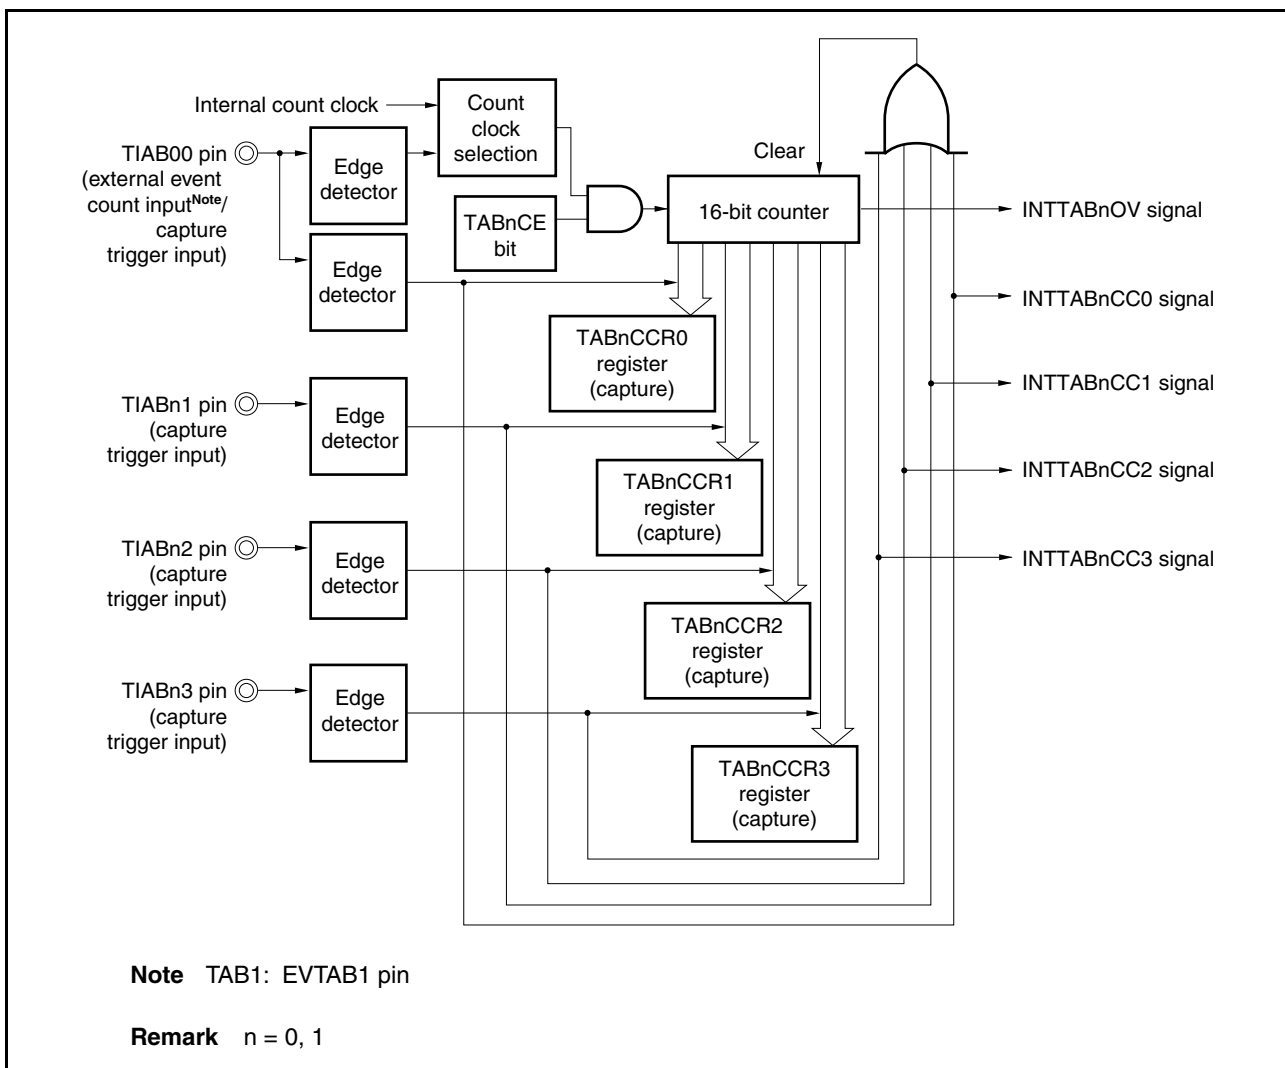 Internal count clock
Count
clock
selection
TIAB00 pin
(external event
count inputNote/
capture
trigger input)
Edge
detector
TABnCE
bit
Edge
detector
Clear
16-bit counter
INTTABnOV signal
INTTABnCC0 signal
TABnCCR0
register
(capture)
TIABn1 pin
(capture
trigger input)
Edge
detector
INTTABnCC1 signal
TABnCCR1
register
(capture)
INTTABnCC2 signal
TIABn2 pin
(capture
trigger input)
Edge
detector
INTTABnCC3 signal
TABnCCR2
register
(capture)
TIABn3 pin
(capture
trigger input)
Edge
detector
TABnCCR3
register
(capture)
Note TAB1: EVTAB1 pin
Remark n = 0, 1